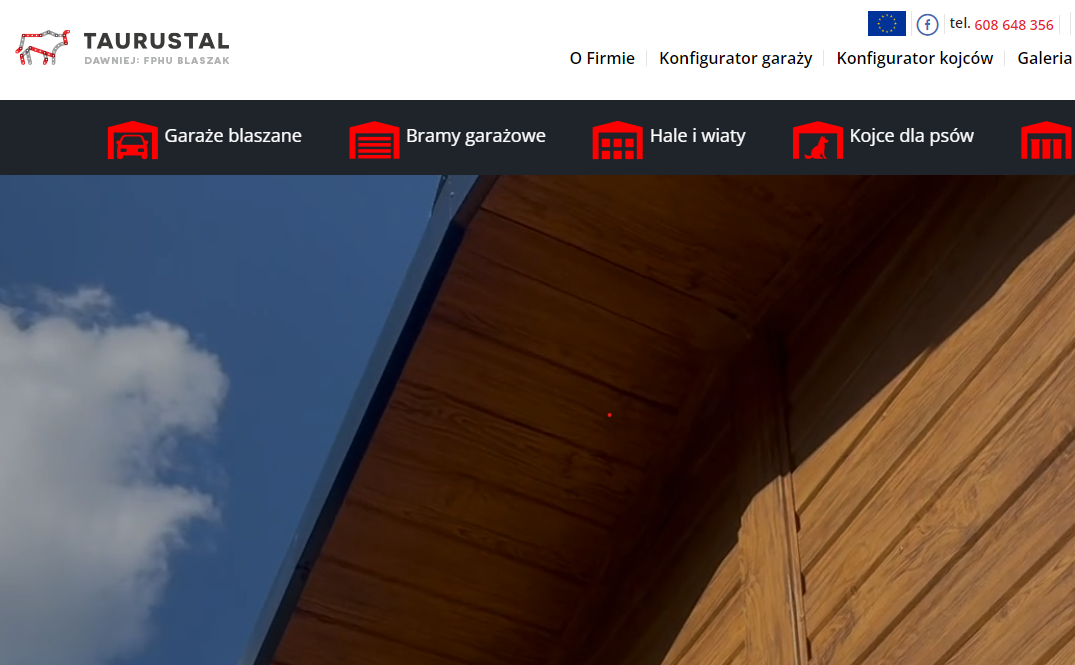 TAURUSTAL
DAWNIEJ: FPHU BLASZAK
tel. 608 648 356
O Firmie
Konfigurator garaży
Konfigurator kojców
Galeria
Garaże blaszane
Bramy garażowe
Hale i wiaty
Kojce dla psów